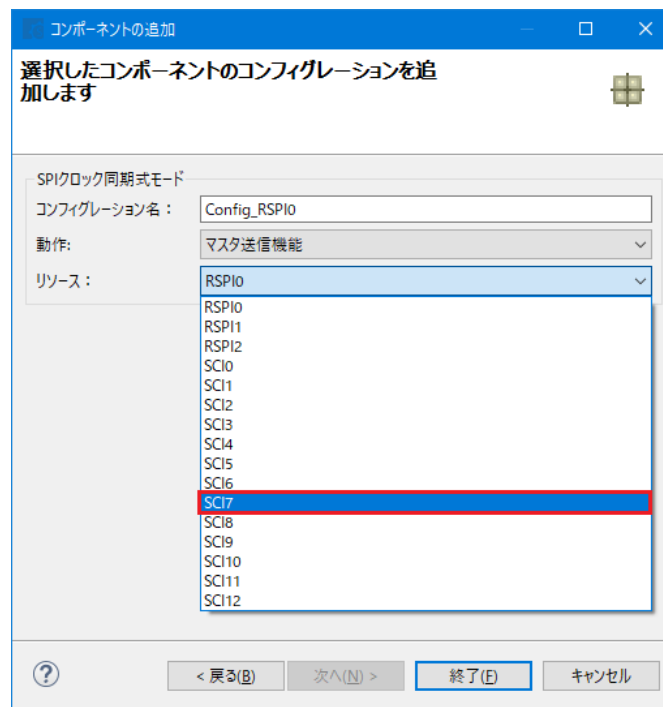 コンポーネントの追加
選択したコンポーネントのコンフィグレーションを追
加します
SPIクロック同期式モード
コンフィグレーション名：
Config_RSPI0
動作:
マスタ送信機能
リソース：
RSPI0
RSPI0
RSPI1
RSPI2
SCI0
SCI1
SCI2
SCI3
SCI4
SCI5
SCI6
SCI7
SCI8
SCI9
SCI10
SCI11
SCI12
?
< 戻る(B)
次へ(N) >
終了(F)
キャンセル